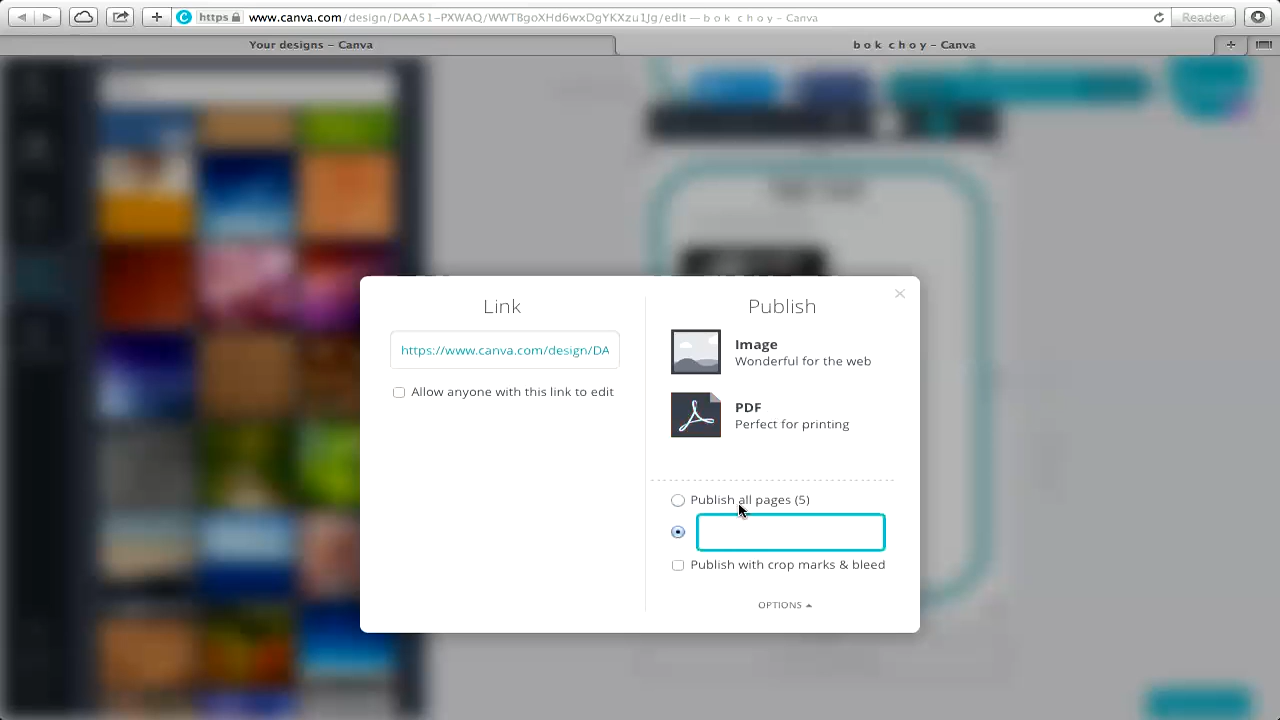 https www.canva.com/design/DAA51-PXWAQ/WWTBgoXHd6wxDgYKXzu1Jg/edit — b o k c h o y – Canva Reader
Your designs – Canva
b o k c h o y – Canva
Link
https://www.canva.com/design/DA
Allow anyone with this link to edit
Publish
Image
Wonderful for the web
PDF
Perfect for printing
Publish all pages (5)
Publish with crop marks & bleed
OPTIONS